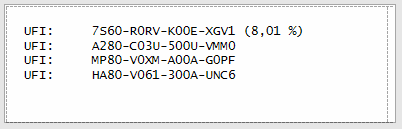 UFI: 7S60-R0RV-K00E-XGV1 (8,01 %)
UFI: A280-C03U-500U-VMM0
UFI: MP80-V0XM-A00A-G0PF
UFI: HA80-V061-300A-UNC6